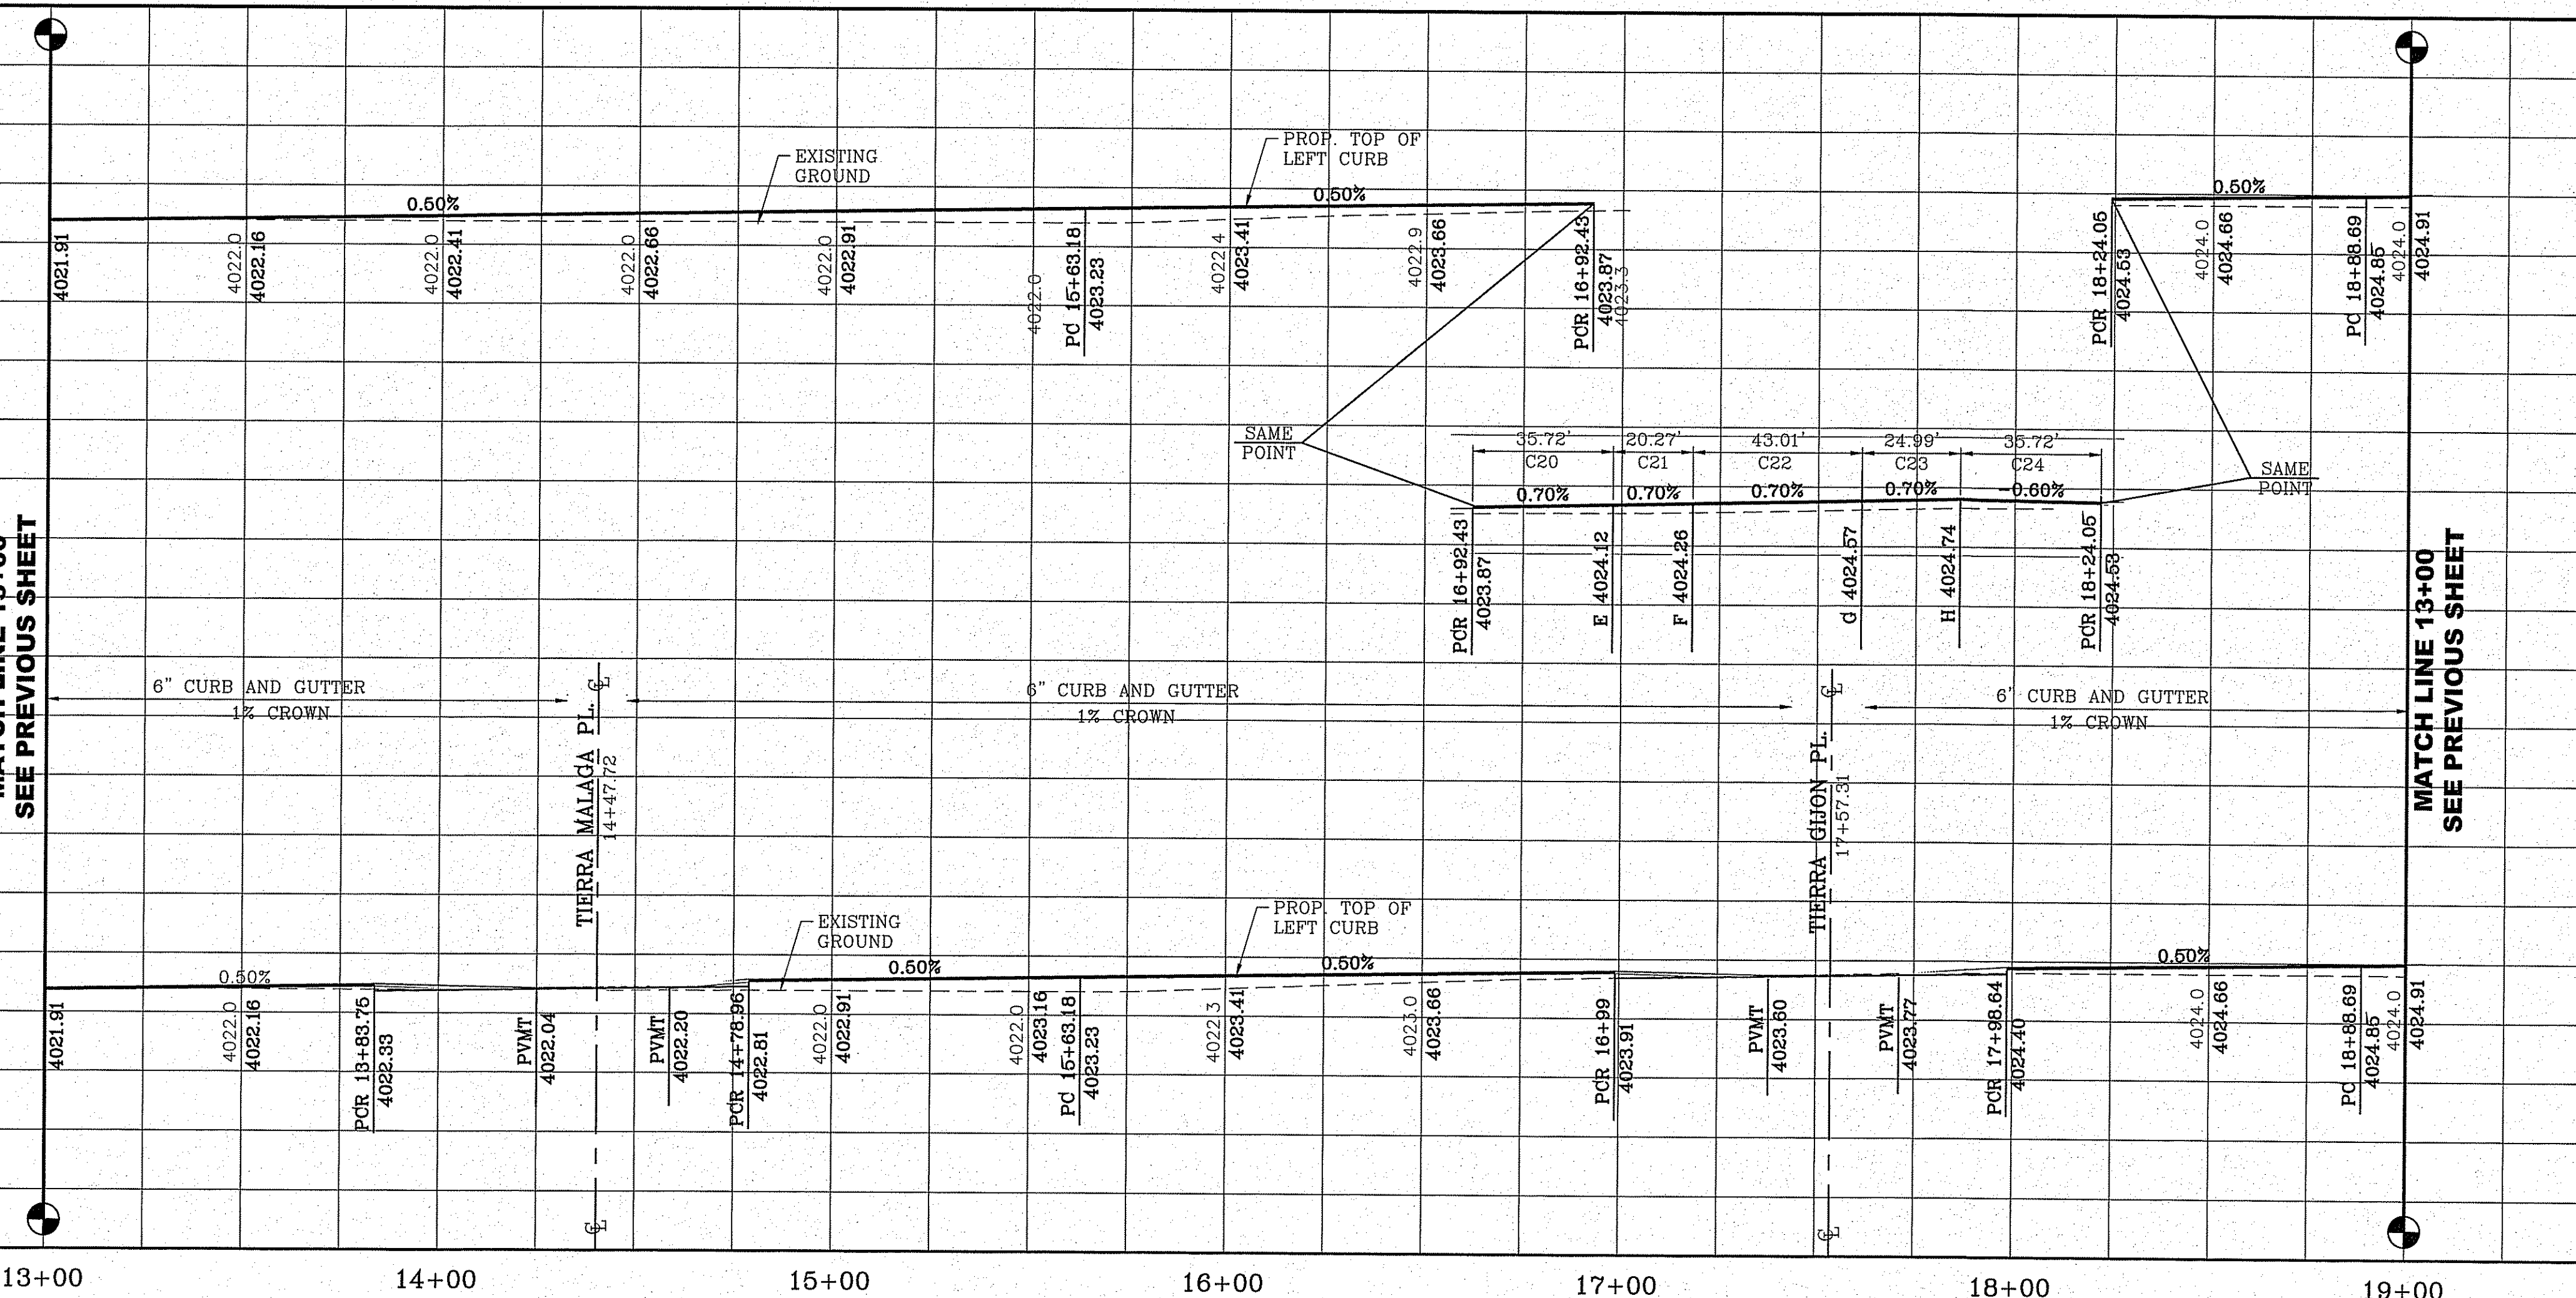 EXISTING
GROUND
PROP. TOP OF
LEFT CURB
0.50%
0.50%
0.50%
4021.91
4022.0
4022.16
4022.0
4022.41
4022.0
4022.66
4022.0
4022.91
4022.0
PC 15+63.18
4023.23
4022.4
4023.41
4022.9
4023.66
PCR 16+92.43
4023.87
4023.3
PCR 18+24.05
4024.53
4024.0
4024.66
PC 18+88.69
4024.85
4024.0
4024.91
SAME
POINT
35.72'
20.27'
43.01'
24.99'
35.72'
C20
C21
C22
C23
C24
0.70%
0.70%
0.70%
0.70%
-0.60%
SAME
POINT
PCR 16+92.43
4023.87
E 4024.12
F 4024.26
G 4024.57
H 4024.74
PCR 18+24.05
4024.53
SEE PREVIOUS SHEET
MATCH LINE 13+00
SEE PREVIOUS SHEET
6" CURB AND GUTTER
1% CROWN
6" CURB AND GUTTER
1% CROWN
6" CURB AND GUTTER
1% CROWN
TIERRA MALAGA PL.
14+47.72
TIERRA GIJON PL.
17+57.31
EXISTING
GROUND
PROP. TOP OF
LEFT CURB
0.50%
0.50%
0.50%
0.50%
4021.91
4022.0
4022.16
PCR 13+83.75
4022.33
PVMT
4022.04
PVMT
4022.20
PCR 14+78.96
4022.81
4022.0
4022.91
4022.0
4023.16
PC 15+63.18
4023.23
4022.3
4023.41
4023.0
4023.66
PCR 16+99
4023.91
PVMT
4023.60
PVMT
4023.77
PCR 17+98.64
4024.40
4024.0
4024.66
PC 18+88.69
4024.85
4024.0
4024.91
13+00
14+00
15+00
16+00
17+00
18+00
19+00